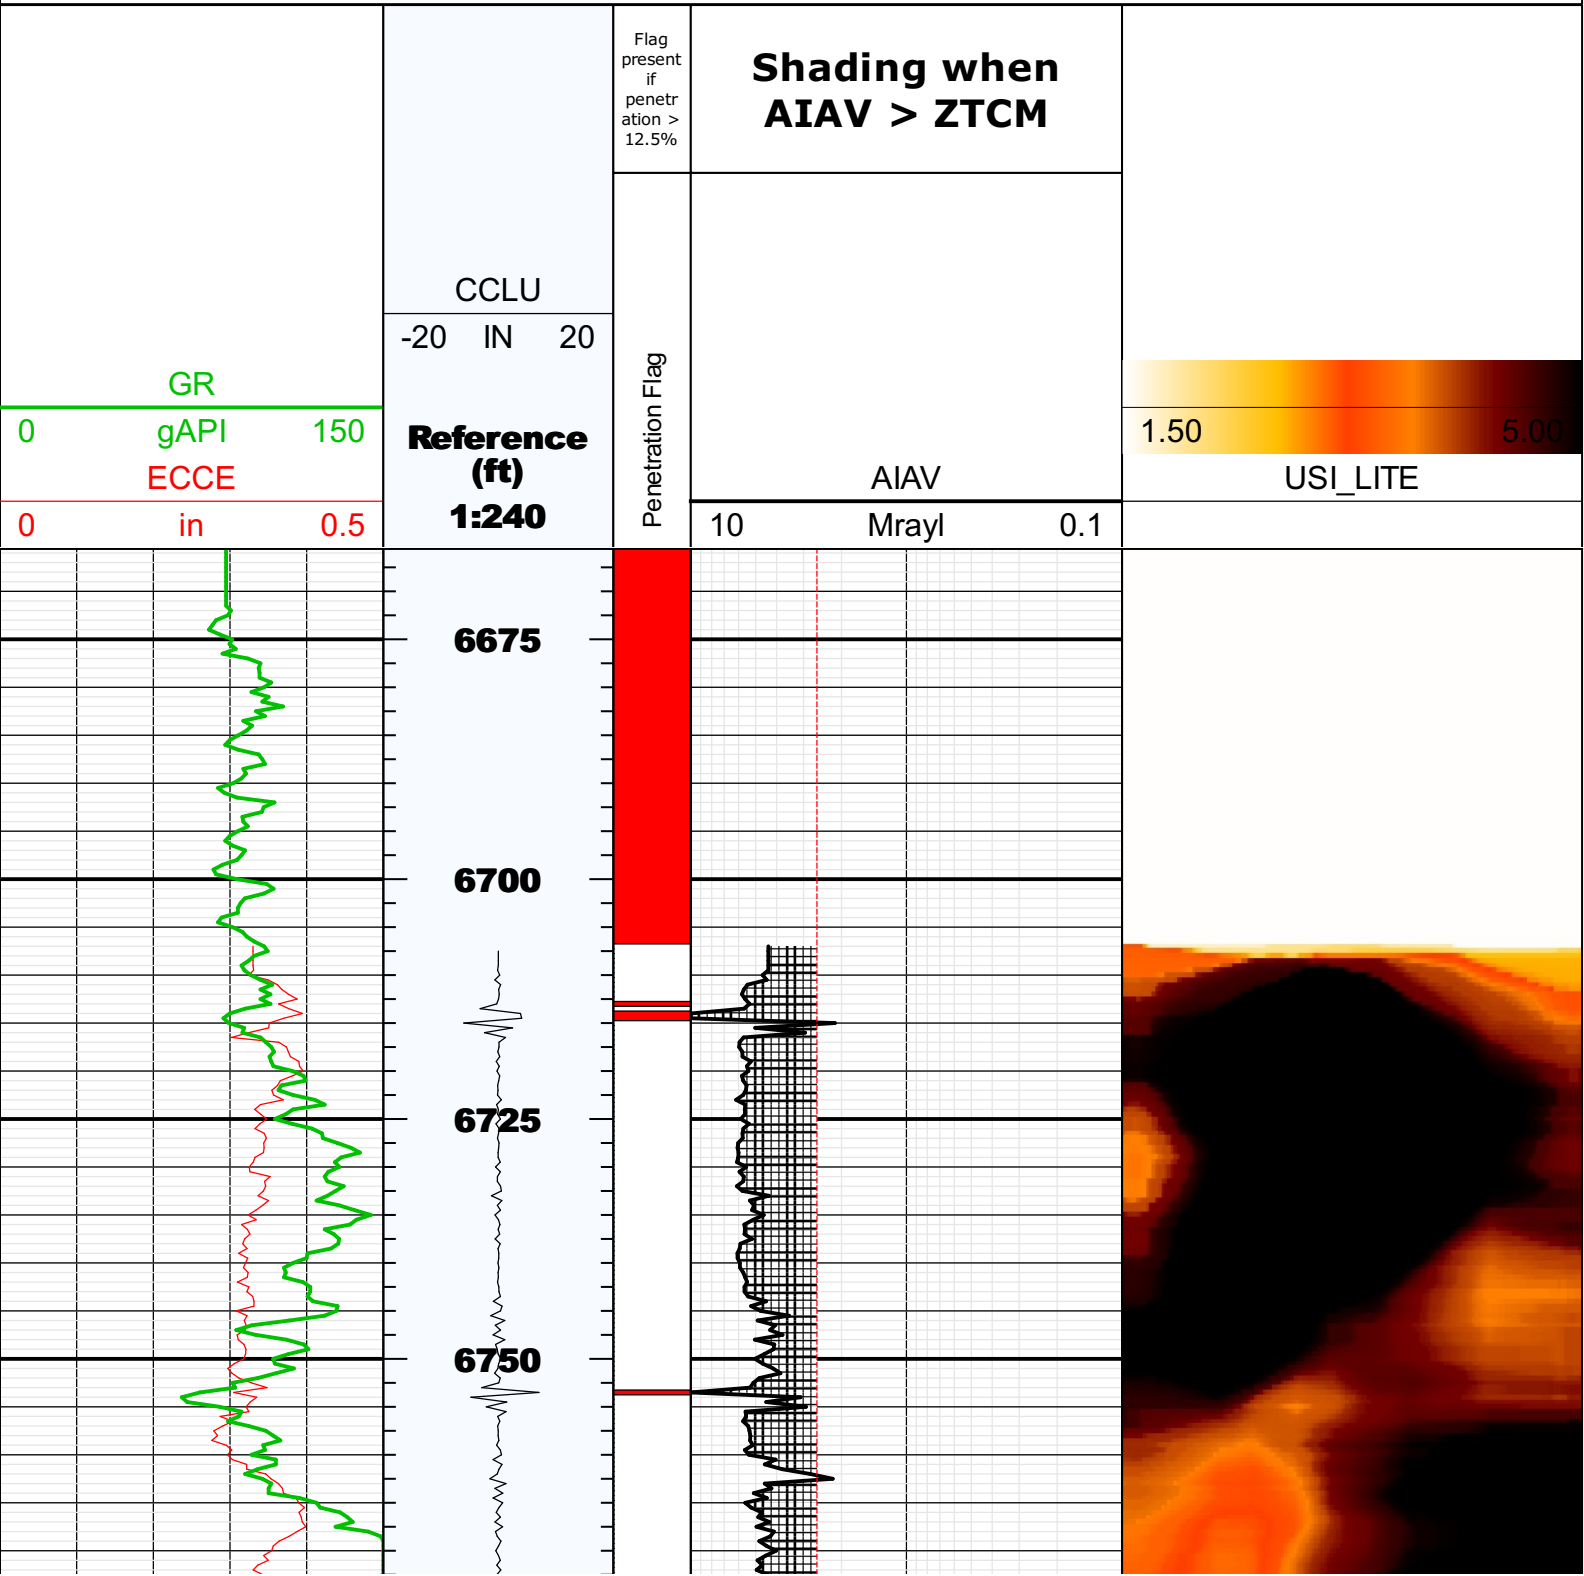 Flag
present
if
penetr
ation >
12.5%
Shading when
AIAV > ZTCM
CCLU
-20 IN 20
GR
0 gAPI 150
ECCE
0 in 0.5
Reference
(ft)
1:240
Penetration Flag
AIAV
10 Mrayl 0.1
1.50 5.00
USI_LITE
6675
6700
6725
6750